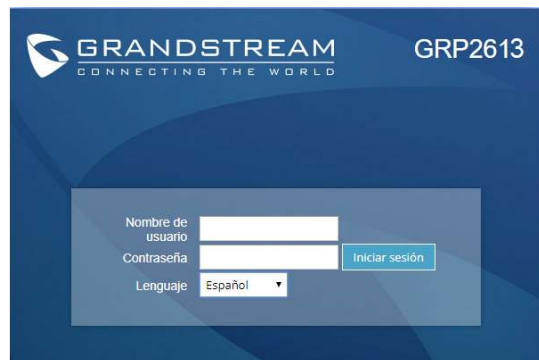 GRANDSTREAM
CONNECTING THE WORLD
GRP2613
Nombre de
usuario
Contraseña
Iniciar sesión
Lenguaje
Español